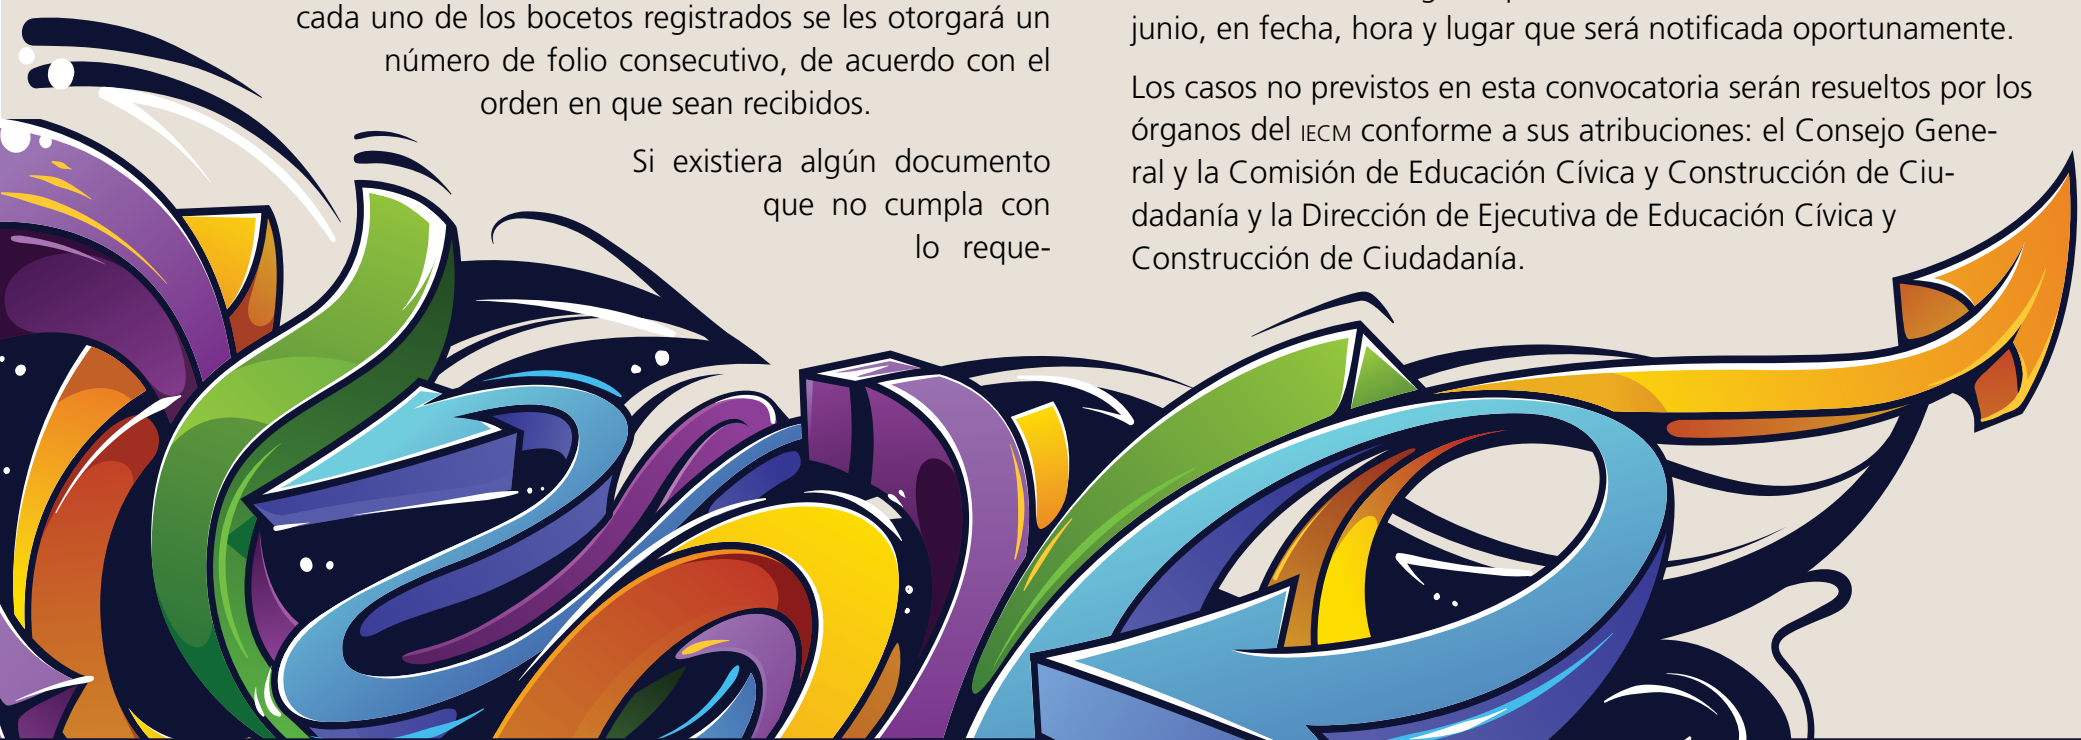 cada uno de los bocetos registrados se les otorgará un
número de folio consecutivo, de acuerdo con el
orden en que sean recibidos.
Si existiera algún documento
que no cumpla con
lo reque-
junio, en fecha, hora y lugar que será notificada oportunamente.
Los casos no previstos en esta convocatoria serán resueltos por los
órganos del IECM conforme a sus atribuciones: el Consejo Gene-
ral y la Comisión de Educación Cívica y Construcción de Ciu-
dadanía y la Dirección de Ejecutiva de Educación Cívica y
Construcción de Ciudadanía.